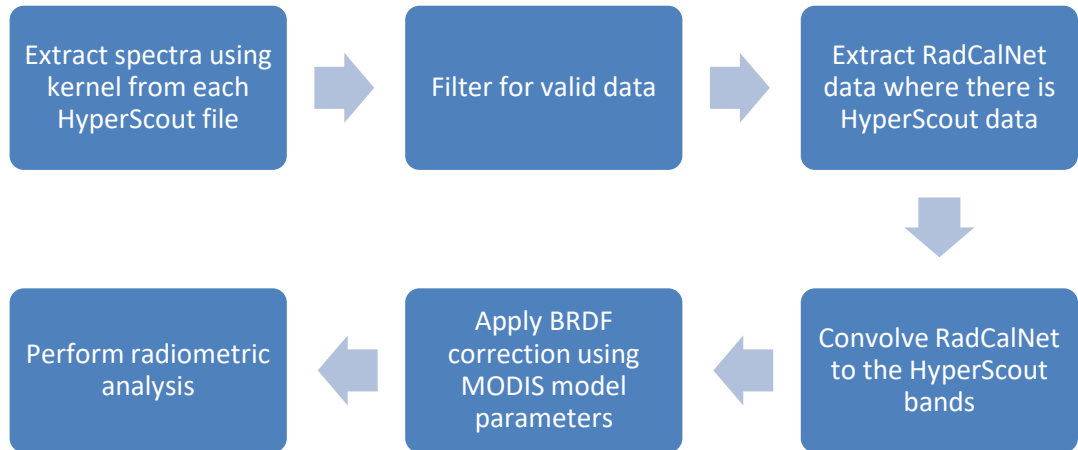 Extract spectra using
kernel from each
HyperScout file
Filter for valid data
Extract RadCalNet
data where there is
HyperScout data
Convolve RadCalNet
to the HyperScout
bands
Apply BRDF
correction using
MODIS model
parameters
Perform radiometric
analysis